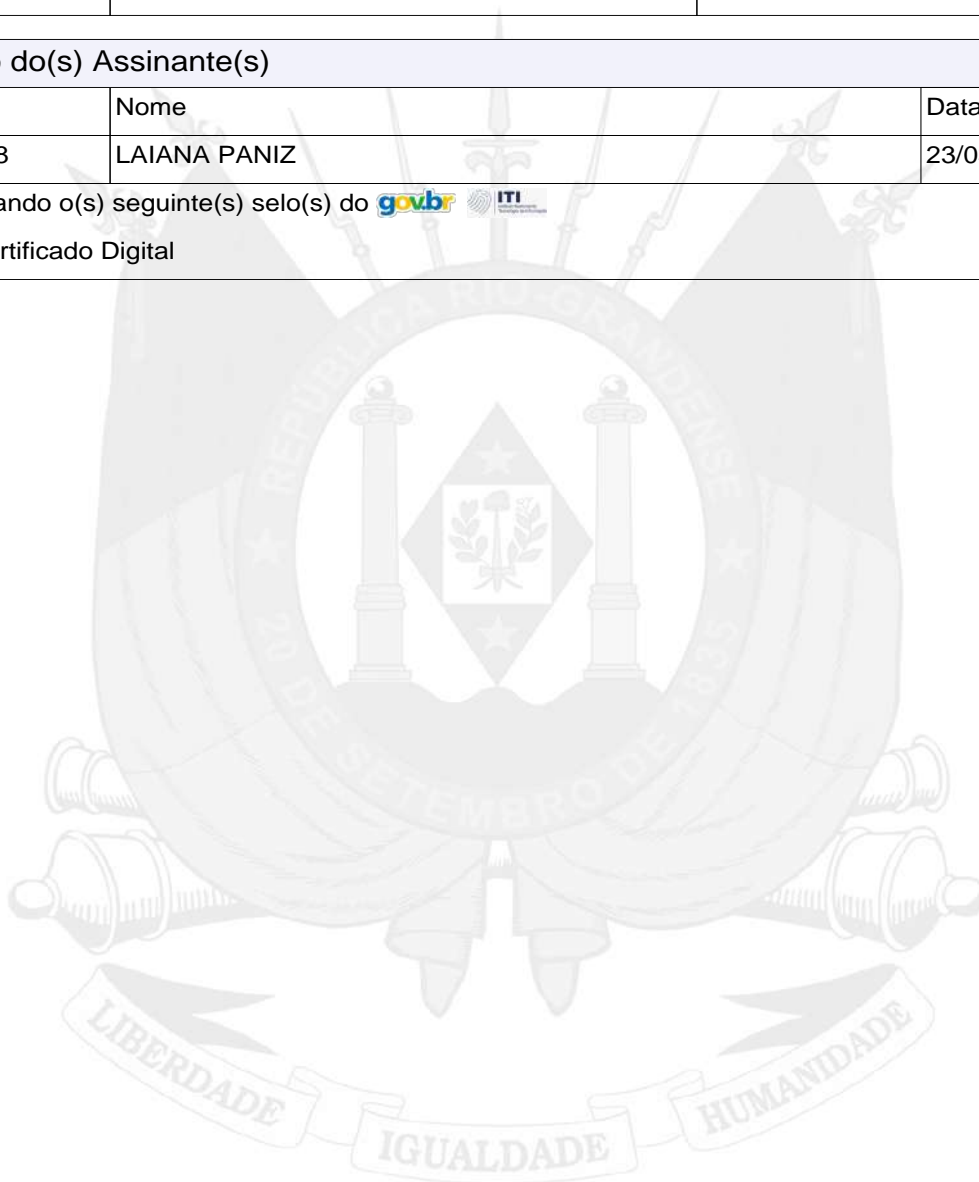 do(s) Assinante(s)
Nome
Data
LAIANA PANIZ
23/0
ando o(s) seguinte(s) selo(s) do gov.br ITI
rtificado Digital
REPÚBLICA RIO-GRANDENSE
20 DE SETEMBRO DE 1835
LIBERDADE
IGUALDADE
HUMANIDADE